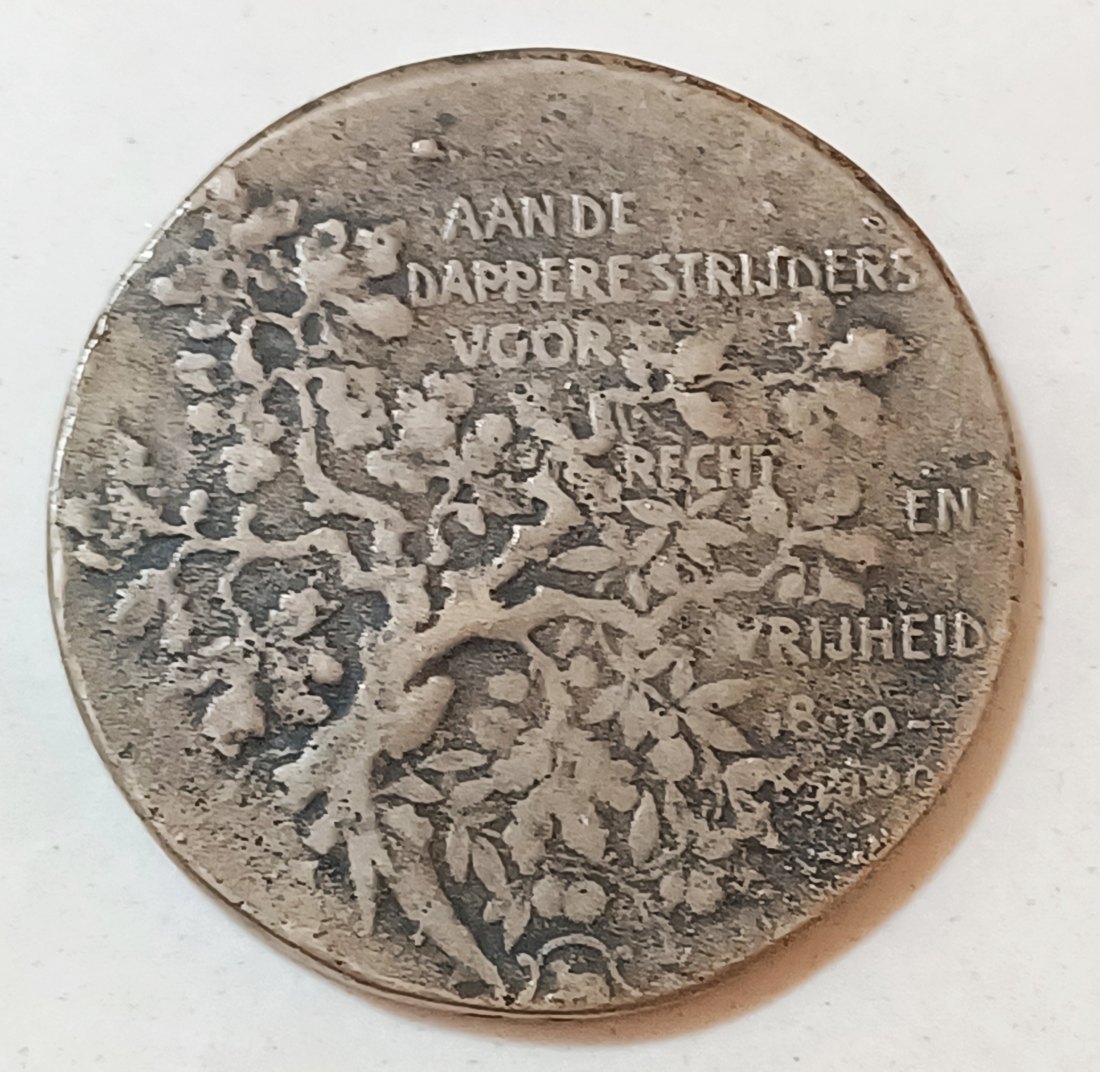 AAN DE
DAPPERE STRIJDERS
VOOR
RECHT
EN
VRIJHEID